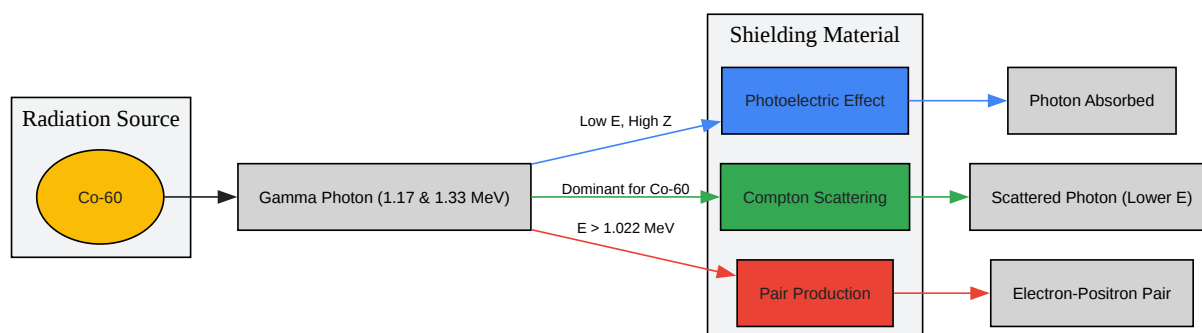 Radiation Source
Co-60
Gamma Photon (1.17 & 1.33 MeV)
Low E, High Z
Dominant for Co-60
E > 1.022 MeV
Shielding Material
Photoelectric Effect
Compton Scattering
Pair Production
Photon Absorbed
Scattered Photon (Lower E)
Electron-Positron Pair